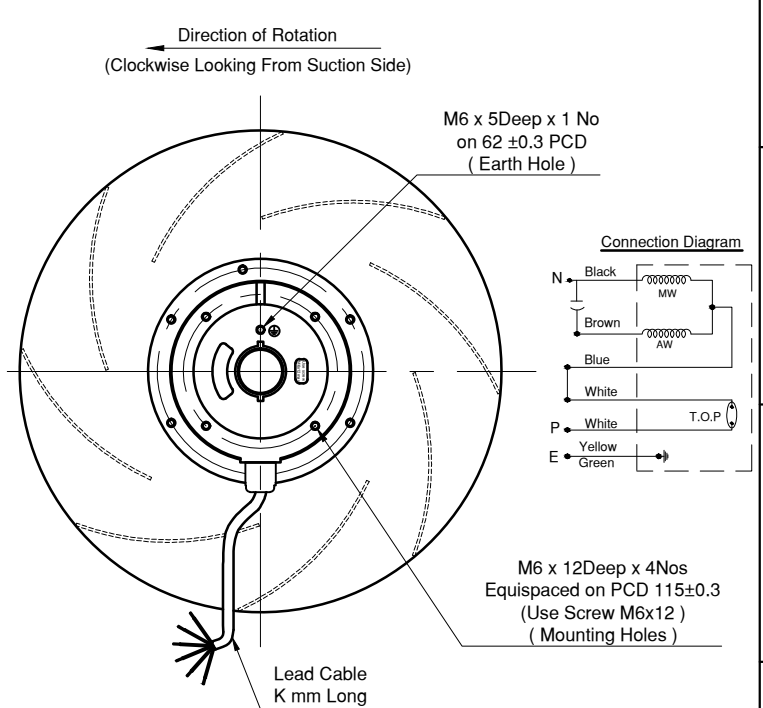 Direction of Rotation
(Clockwise Looking From Suction Side)
M6 x 5Deep x 1 No
on 62 ±0.3 PCD
( Earth Hole )
Connection Diagram
N
Black
MW
Brown
AW
Blue
White
T.O.P
P
White
E
Yellow
Green
M6 x 12Deep x 4Nos
Equispaced on PCD 115±0.3
(Use Screw M6x12 )
( Mounting Holes )
Lead Cable
K mm Long